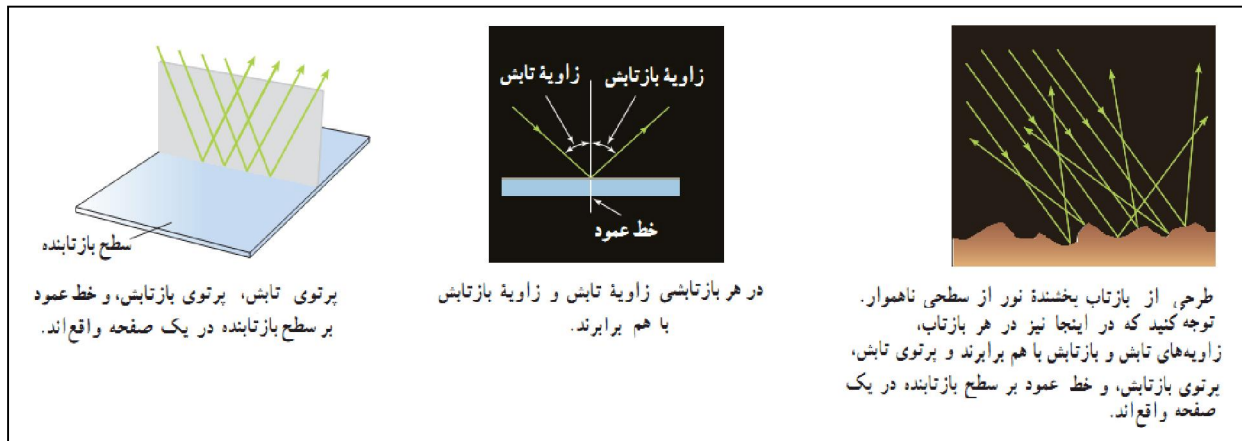 طرحی از بازتاب پخشندهٔ نور از سطحی ناهموار.
توجه کنید که در اینجا نیز در هر بازتاب،
زاویه‌های تابش و بازتابش با هم برابرند و پرتوی تابش،
پرتوی بازتابش، و خط عمود بر سطح بازتابنده در یک
صفحه واقع‌اند.
زاویهٔ بازتابش
زاویهٔ تابش
خط عمود
در هر بازتابشی زاویهٔ تابش و زاویهٔ بازتابش
با هم برابرند.
سطح بازتابنده
پرتوی تابش، پرتوی بازتابش، و خط عمود
بر سطح بازتابنده در یک صفحه واقع‌اند.